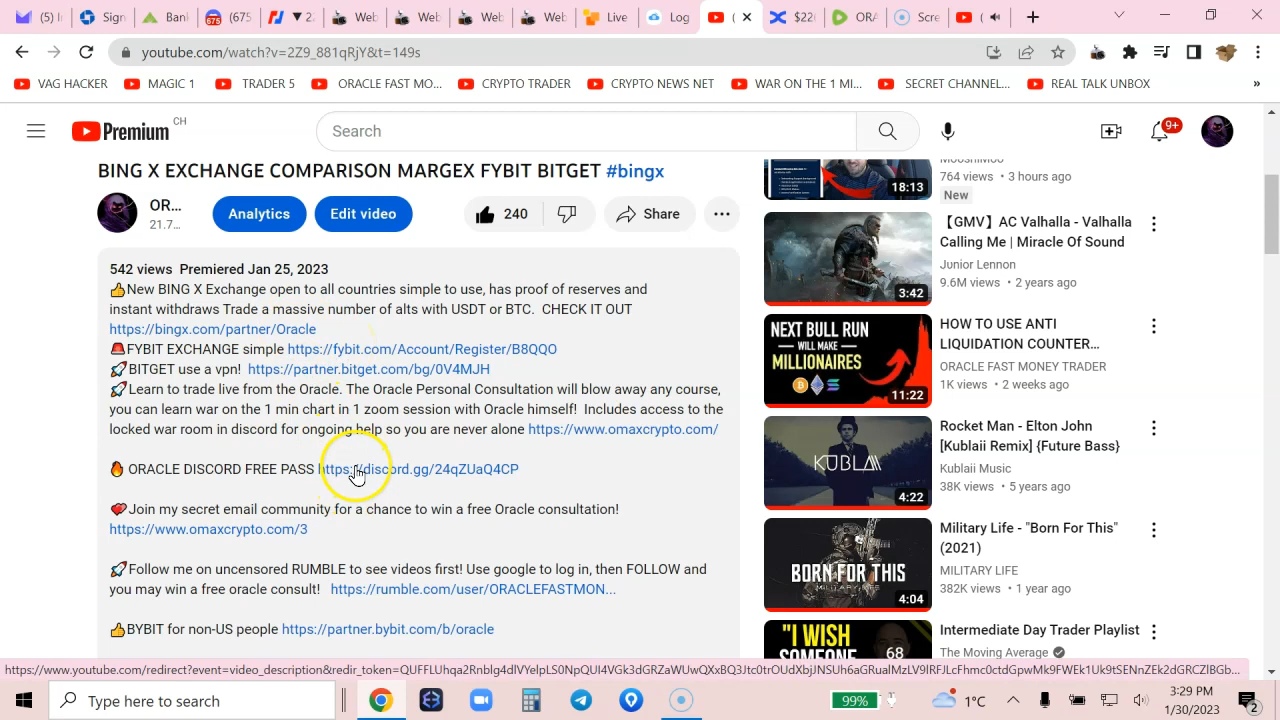 Ban
675
675/
Web
Web
Web
Log
ORA
Scre
youtube.com/watch?v=2Z9_881qRjY&t=149s
VAG HACKER
MAGIC 1
TRADER 5
ORACLE FAST MO...
CRYPTO TRADER
CRYPTO NEWS NET
WAR ON THE 1 MI...
SECRET CHANNEL...
REAL TALK UNBOX
»
Premium CH
Search
9+
BING X EXCHANGE COMPARISON MARGEX FYBIT BITGET #bingx
OR...
21.7...
Analytics
Edit video
240
Share
542 views Premiered Jan 25, 2023
👍New BING X Exchange open to all countries simple to use, has proof of reserves and
instant withdraws Trade a massive number of alts with USDT or BTC. CHECK IT OUT
https://bingx.com/partner/Oracle
🚨FYBIT EXCHANGE simple https://fybit.com/Account/Register/B8QQO
🚀BITGET use a vpn! https://partner.bitget.com/bg/0V4MJH
🚀Learn to trade live from the Oracle. The Oracle Personal Consultation will blow away any course,
you can learn war on the 1 min chart in 1 zoom session with Oracle himself! Includes access to the
locked war room in discord for ongoing help so you are never alone https://www.omaxcrypto.com/
🔥 ORACLE DISCORD FREE PASS https://discord.gg/24qZUaQ4CP
❤️Join my secret email community for a chance to win a free Oracle consultation!
https://www.omaxcrypto.com/3
🚀Follow me on uncensored RUMBLE to see videos first! Use google to log in, then FOLLOW and
you may win a free oracle consult! https://rumble.com/user/ORACLEFASTMON...
👍BYBIT for non-US people https://partner.bybit.com/b/oracle
18:13
MooshiMoo
764 views • 3 hours ago
New
3:42
【GMV】AC Valhalla - Valhalla
Calling Me | Miracle Of Sound
Junior Lennon
9.6M views • 2 years ago
NEXT BULL RUN
WILL MAKE
MILLIONAIRES
11:22
HOW TO USE ANTI
LIQUIDATION COUNTER...
ORACLE FAST MONEY TRADER
1K views • 2 weeks ago
KUBLAII
4:22
Rocket Man - Elton John
[Kublaii Remix] {Future Bass}
Kublaii Music
38K views • 5 years ago
BORN FOR THIS
MILITARY LIFE
4:04
Military Life - "Born For This"
(2021)
MILITARY LIFE
382K views • 1 year ago
"I WISH
SOMEONE
68
Intermediate Day Trader Playlist
The Moving Average
Type here to search
99%
1°C
3:29 PM
1/30/2023
2